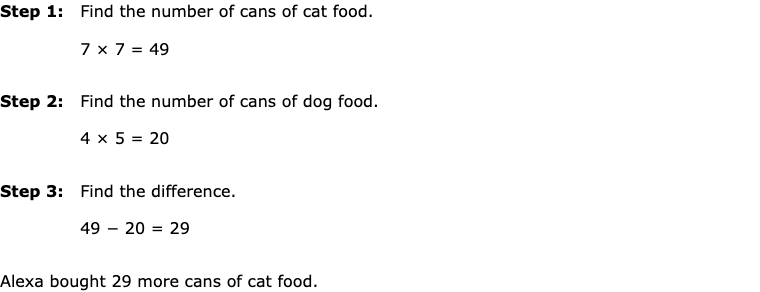 Step 1: Find the number of cans of cat food.
7 × 7 = 49
Step 2: Find the number of cans of dog food.
4 × 5 = 20
Step 3: Find the difference.
49 − 20 = 29
Alexa bought 29 more cans of cat food.